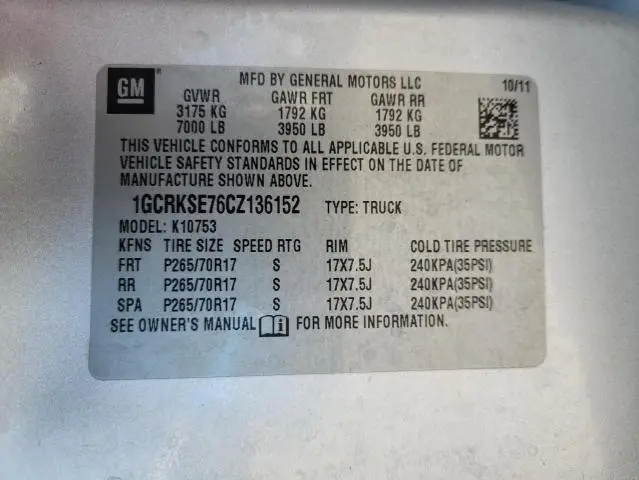 GM
MFD BY GENERAL MOTORS LLC 10/11
GVWR GAWR FRT GAWR RR
3175 KG 1792 KG 1792 KG
7000 LB 3950 LB 3950 LB
THIS VEHICLE CONFORMS TO ALL APPLICABLE U.S. FEDERAL MOTOR
VEHICLE SAFETY STANDARDS IN EFFECT ON THE DATE OF
MANUFACTURE SHOWN ABOVE.
1GCRKSE76CZ136152 TYPE: TRUCK
MODEL: K10753
KFNS TIRE SIZE SPEED RTG RIM COLD TIRE PRESSURE
FRT P265/70R17 S 17X7.5J 240KPA(35PSI)
RR P265/70R17 S 17X7.5J 240KPA(35PSI)
SPA P265/70R17 S 17X7.5J 240KPA(35PSI)
SEE OWNER'S MANUAL i FOR MORE INFORMATION.